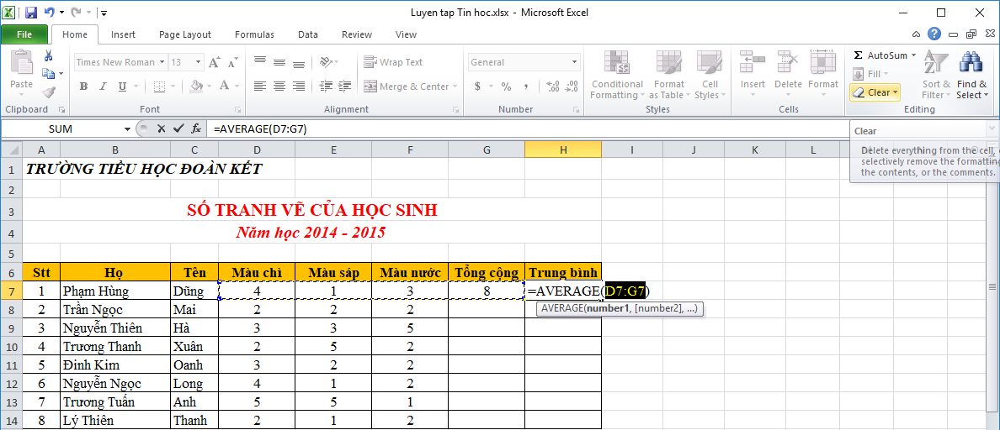 Luyen tap Tin hoc.xlsx - Microsoft Excel
File Home Insert Page Layout Formulas Data Review View
Times New Roman 13 Wrap Text General Σ AutoSum
Paste B I U A Merge & Center $ % , Conditional Formatting Format as Table Cell Styles Insert Delete Format Fill Clear Sort & Filter Find & Select
Clipboard Font Alignment Number Styles Cells Editing
SUM fx =AVERAGE(D7:G7)
Clear
Delete everything from the cell,
selectively remove the formatting
the contents, or the comments.
A B C D E F G H I J K L
1 TRƯỜNG TIỂU HỌC ĐOÀN KẾT
2
3 SỐ TRANH VẼ CỦA HỌC SINH
4 Năm học 2014 - 2015
5
6 Stt Họ Tên Màu chì Màu sáp Màu nước Tổng cộng Trung bình
7 1 Phạm Hùng Dũng 4 1 3 8 =AVERAGE(D7:G7)
AVERAGE(number1, [number2], ...)
8 2 Trần Ngọc Mai 2 2 2
9 3 Nguyễn Thiên Hà 3 3 5
10 4 Trương Thanh Xuân 2 5 2
11 5 Đinh Kim Oanh 3 2 2
12 6 Nguyễn Ngọc Long 4 1 2
13 7 Trương Tuấn Anh 5 5 1
14 8 Lý Thiên Thanh 2 1 2